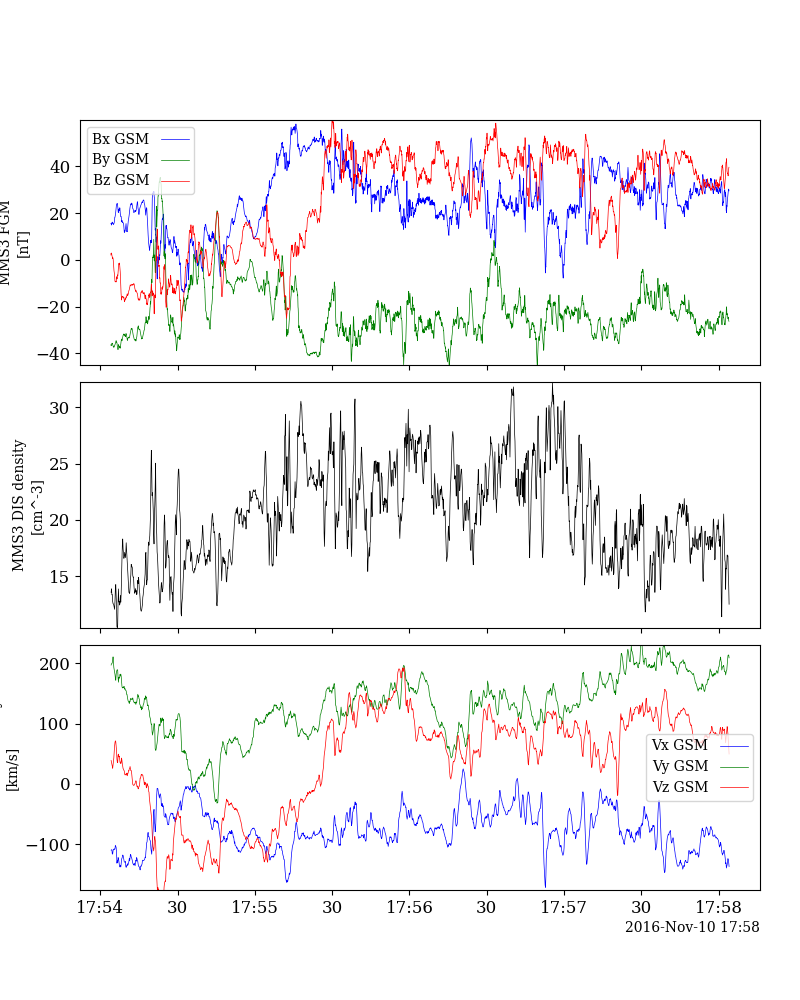 Bx GSM
By GSM
Bz GSM
40
20
0
−20
−40
MMS3 FGM
[nT]
30
25
20
15
MMS3 DIS density
[cm^-3]
200
100
0
−100
[km/s]
Vx GSM
Vy GSM
Vz GSM
17:54 30 17:55 30 17:56 30 17:57 30 17:58
2016-Nov-10 17:58